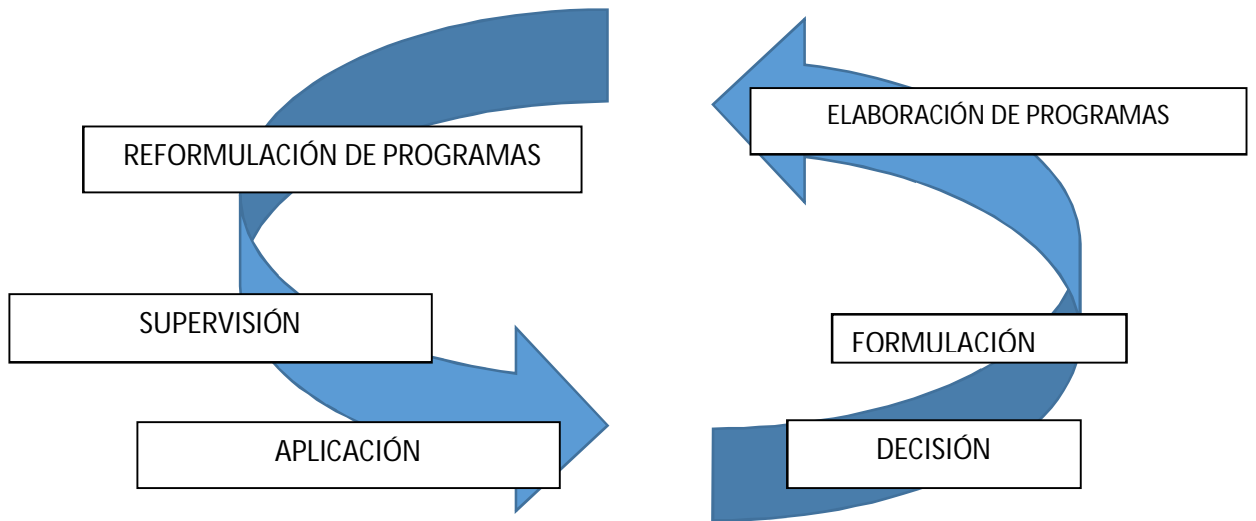 ELABORACIÓN DE PROGRAMAS
REFORMULACIÓN DE PROGRAMAS
SUPERVISIÓN
FORMULACIÓN
APLICACIÓN
DECISIÓN